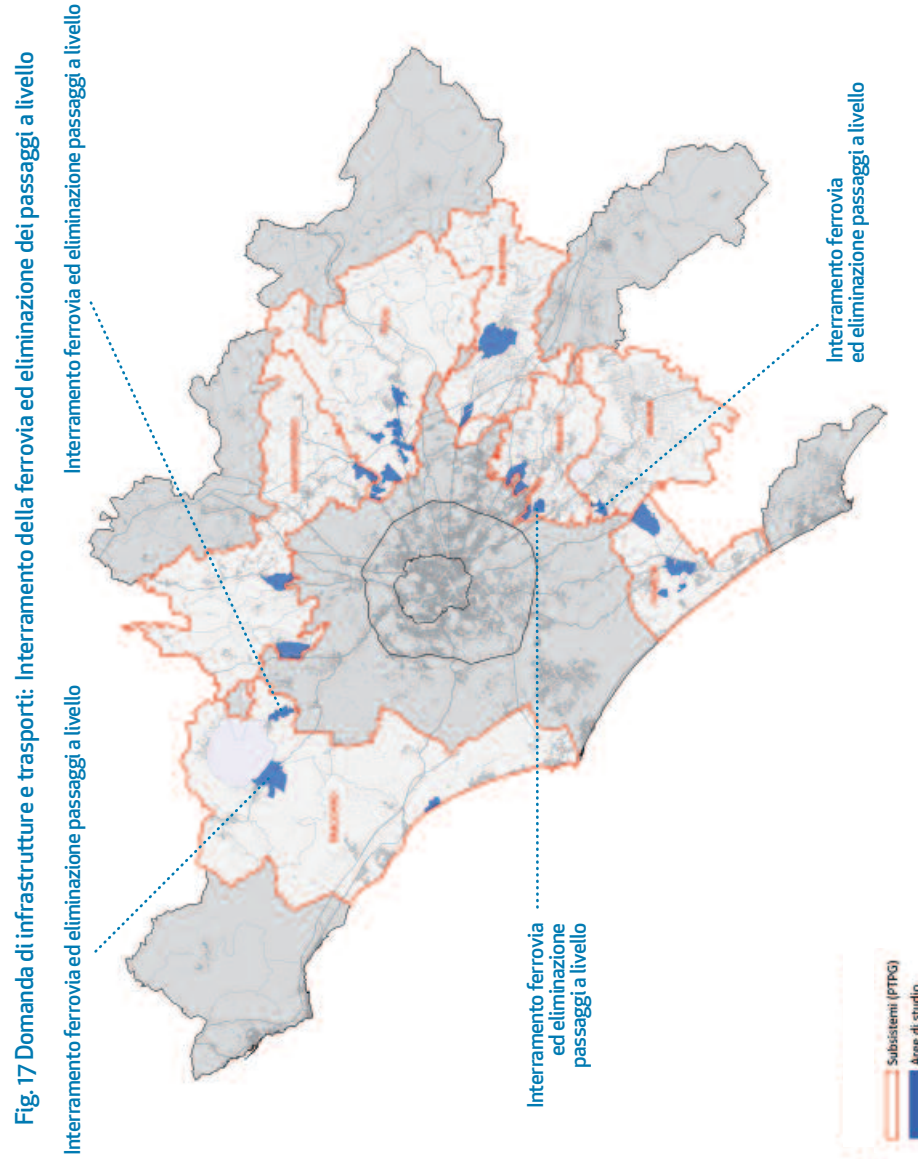 Fig. 17 Domanda di infrastrutture e trasporti: Interramento della ferrovia ed eliminazione dei passaggi a livello
Interramento ferrovia ed eliminazione passaggi a livello
Interramento ferrovia ed eliminazione passaggi a livello
Interramento ferrovia
ed eliminazione
passaggi a livello
Interramento ferrovia
ed eliminazione passaggi a livello
Subsistemi (PTPG)
Aree di studio